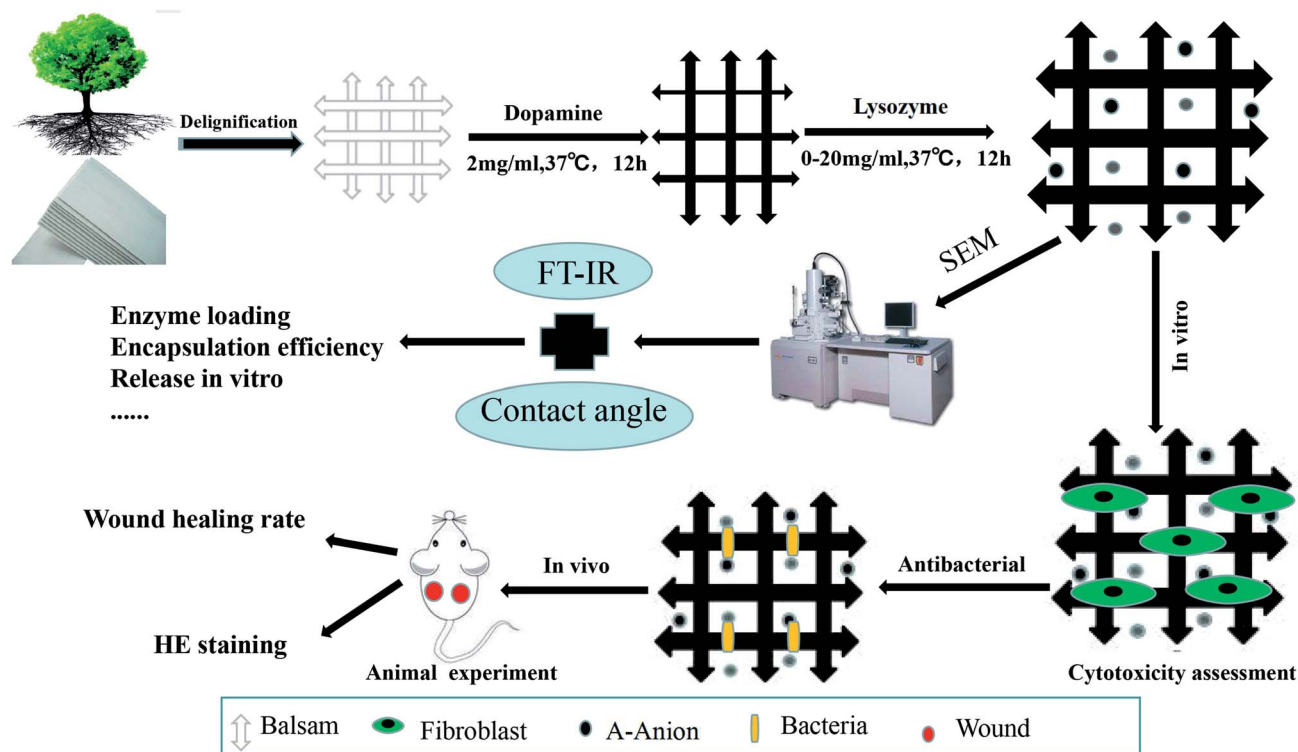 Delignification
Dopamine
2mg/ml,37℃，12h
Lysozyme
0-20mg/ml,37℃，12h
SEM
In vitro
FT-IR
Contact angle
Enzyme loading
Encapsulation efficiency
Release in vitro
......
Wound healing rate
HE staining
In vivo
Antibacterial
Animal experiment
Cytotoxicity assessment
Balsam
Fibroblast
A-Anion
Bacteria
Wound